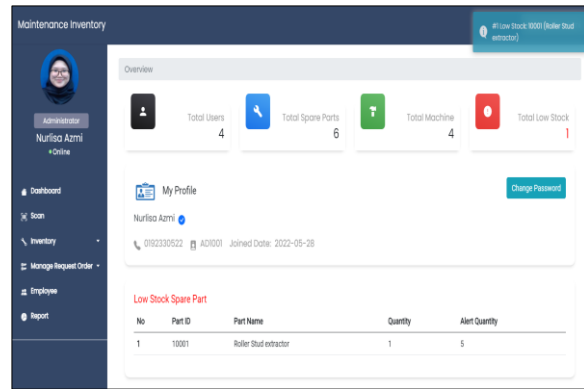 Maintenance Inventory
#1 Low Stock: 10001 (Roller Stud
extractor)
Administrator
Nurlisa Azmi
Online
Dashboard
Scan
Inventory
Manage Request Order
Employee
Report
Overview
Total Users
4
Total Spare Parts
6
Total Machine
4
Total Low Stock
1
My Profile
Change Password
Nurlisa Azmi
0192330522 AD1001 Joined Date: 2022-05-28
Low Stock Spare Part
No Part ID Part Name Quantity Alert Quantity
1 10001 Roller Stud extractor 1 5